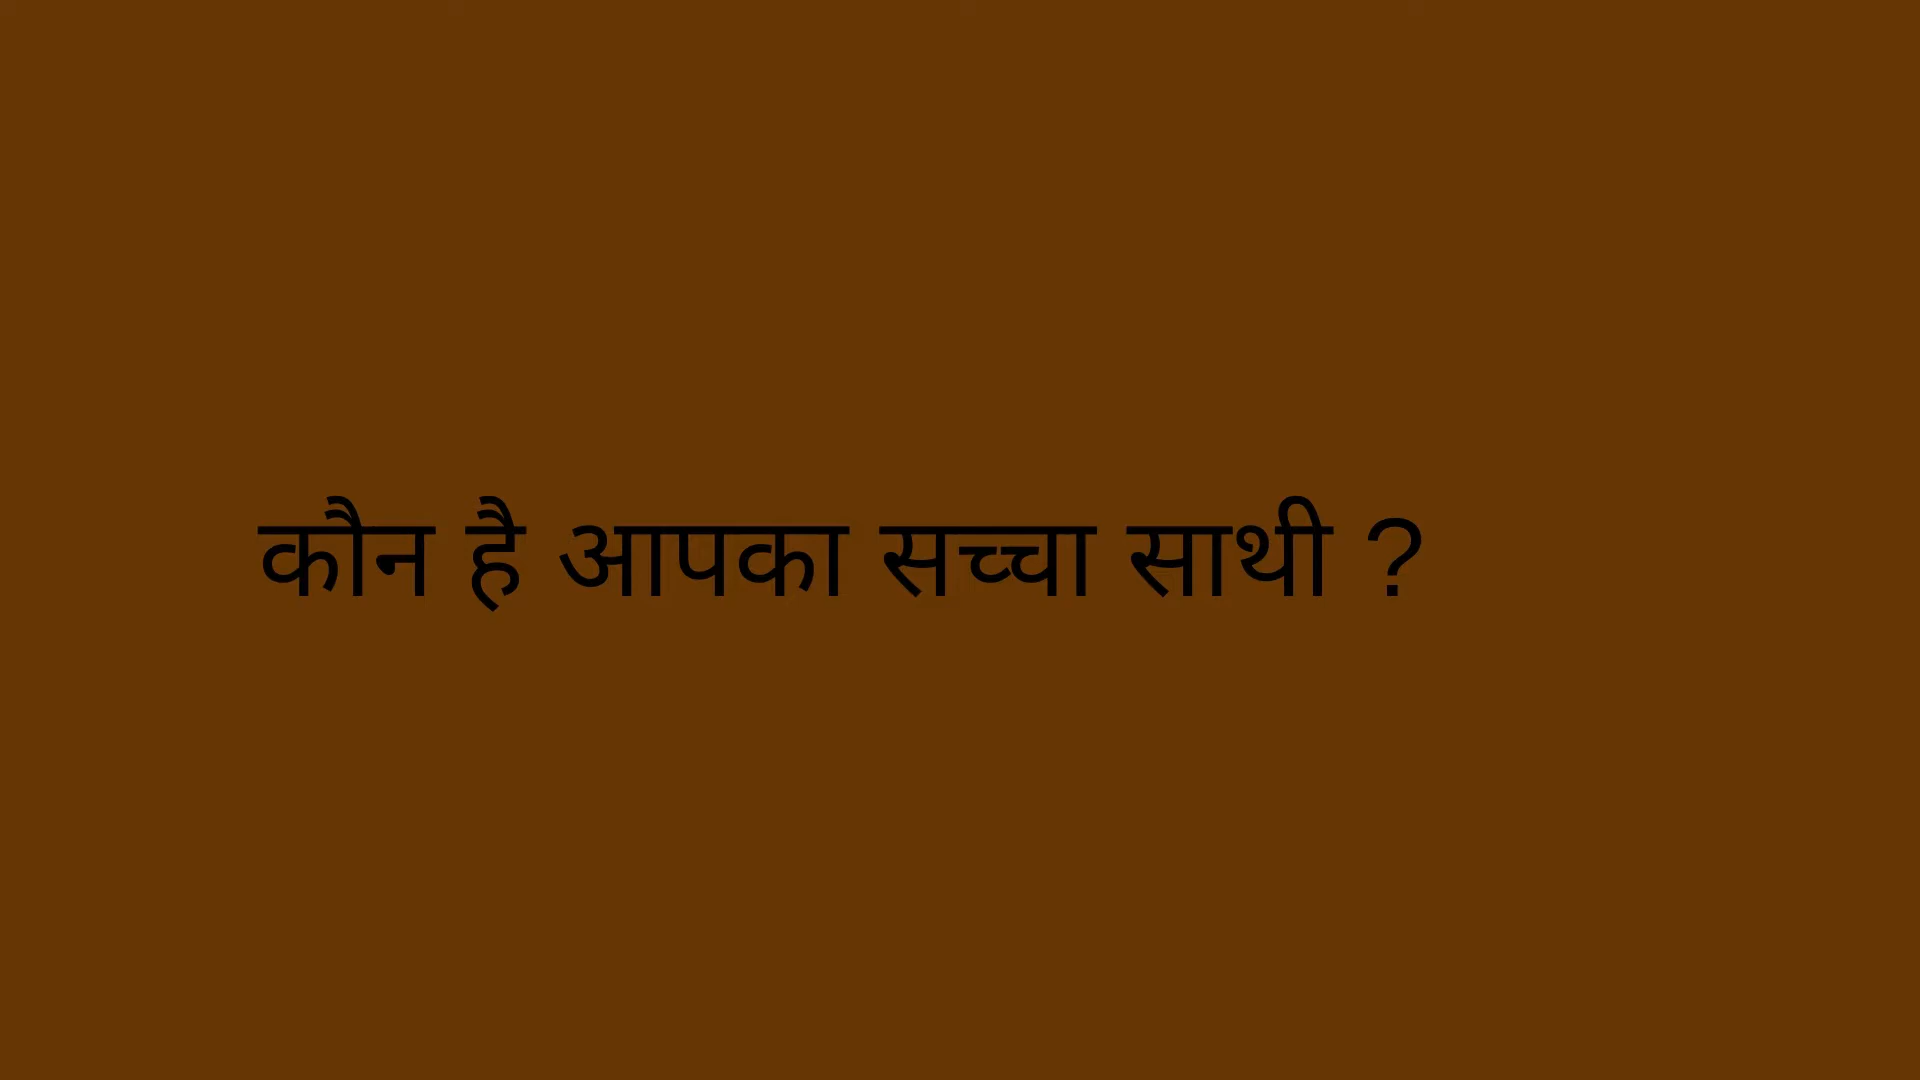 कौन है आपका सच्चा साथी ?